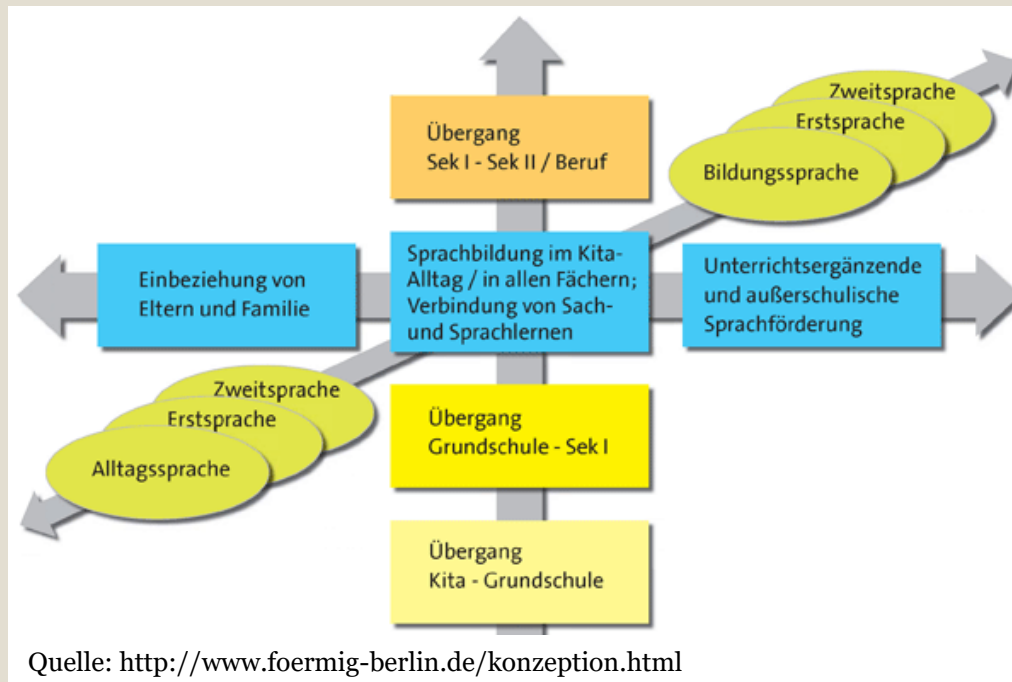 Übergang
Sek I - Sek II / Beruf
Zweitsprache
Erstsprache
Bildungssprache
Einbeziehung von
Eltern und Familie
Sprachbildung im Kita-
Alltag / in allen Fächern;
Verbindung von Sach-
und Sprachlernen
Unterrichtsergänzende
und außerschulische
Sprachförderung
Zweitsprache
Erstsprache
Alltagssprache
Übergang
Grundschule - Sek I
Übergang
Kita - Grundschule
Quelle: http://www.foermig-berlin.de/konzeption.html